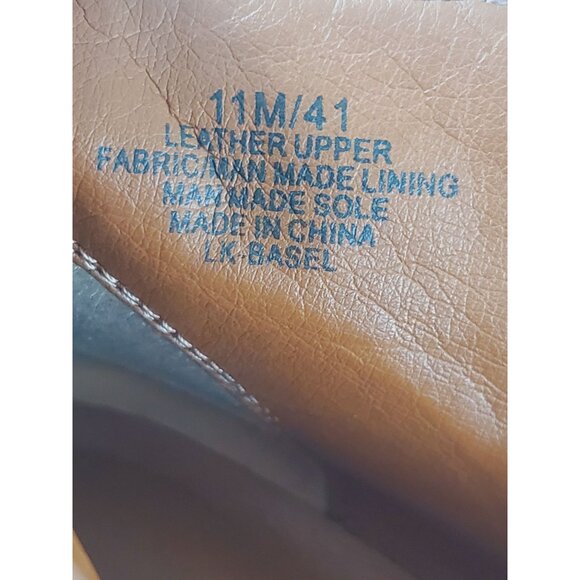 11M/41
LEATHER UPPER
FABRIC/MAN MADE LINING
MAN MADE SOLE
MADE IN CHINA
LK-BASEL